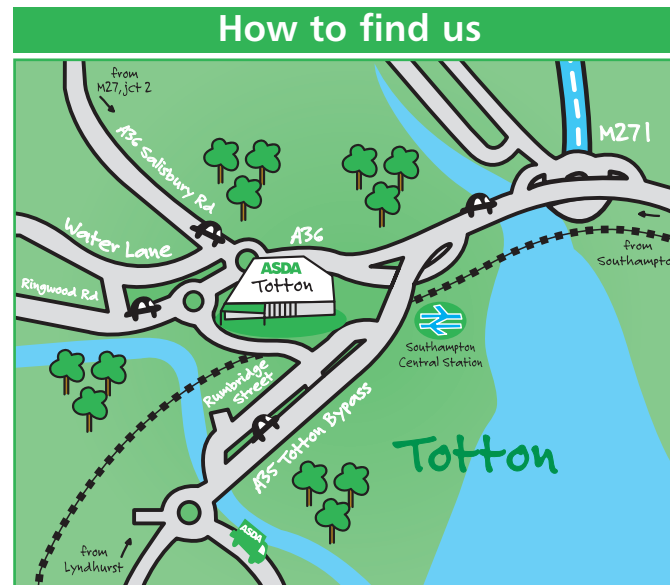 How to find us
from
M27, jct 2
M271
A36 Salisbury Rd
Water Lane
A36
from
Southampton
ASDA
Totton
Ringwood Rd
Southampton
Central Station
Rumbridge
Street
A35 Totton Bypass
Totton
ASDA
from
Lyndhurst